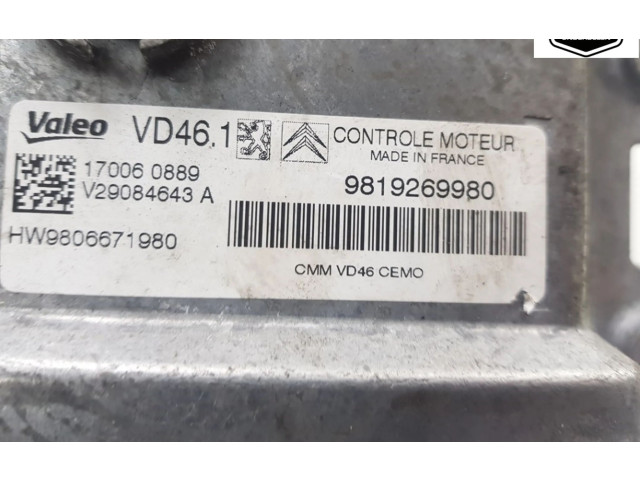 Valeo VD46.1 CONTROLE MOTEUR
MADE IN FRANCE
17006 0889
V29084643 A
9819269980
HW9806671980
CMM VD46 CEMO